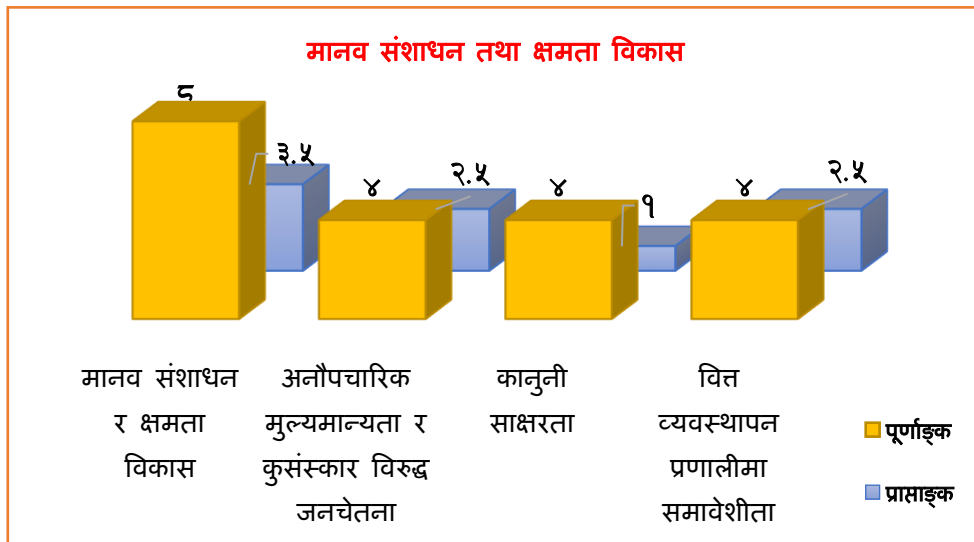 मानव संशाधन तथा क्षमता विकास
८
३.५
४
२.५
४
१
४
२.५
मानव संशाधन
र क्षमता
विकास
अनौपचारिक
मुल्यमान्यता र
कुसंस्कार विरुद्ध
जनचेतना
कानुनी
साक्षरता
वित्त
व्यवस्थापन
प्रणालीमा
समावेशीता
पूर्णाङ्क
प्राप्ताङ्क